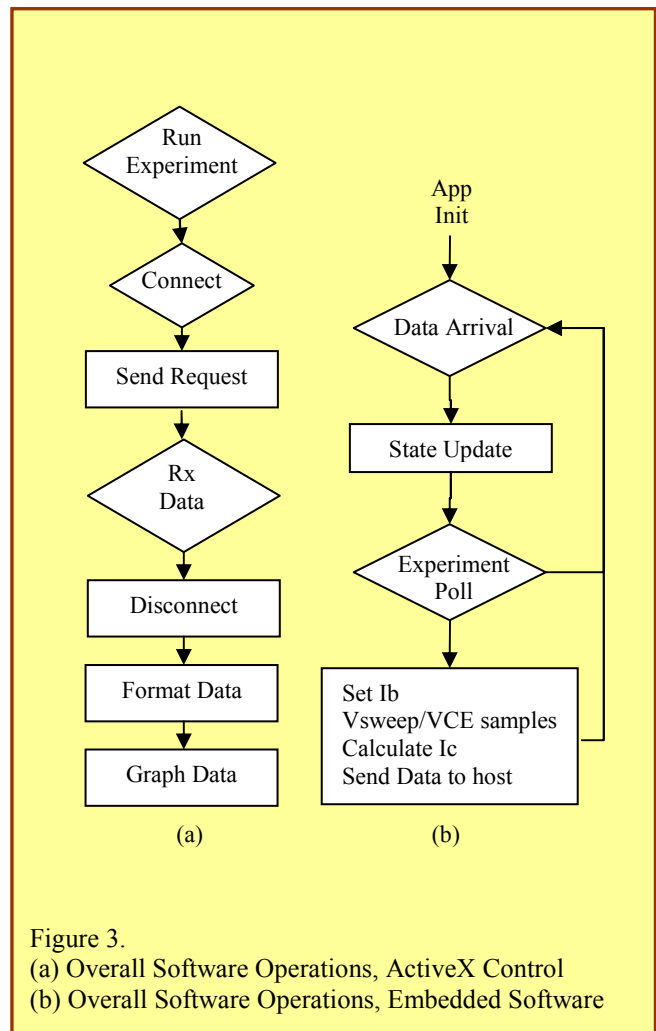 Run
Experiment
Connect
Send Request
Rx
Data
Disconnect
Format Data
Graph Data
(a)
App
Init
Data Arrival
State Update
Experiment
Poll
Set Ib
Vsweep/VCE samples
Calculate Ic
Send Data to host
(b)
Figure 3.
(a) Overall Software Operations, ActiveX Control
(b) Overall Software Operations, Embedded Software